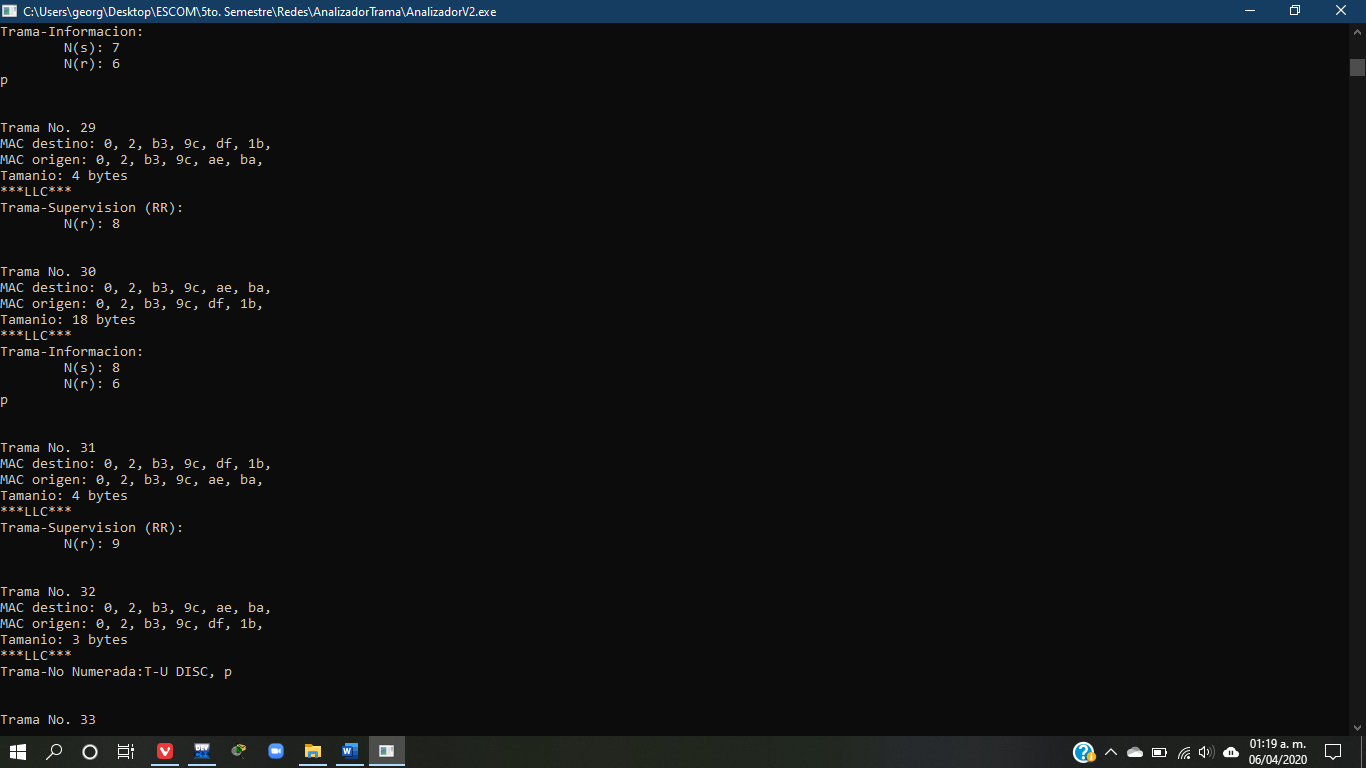 C:\Users\georg\Desktop\ESCOM\5to. Semestre\Redes\AnalizadorTrama\AnalizadorV2.exe
Trama-Informacion:
        N(s): 7
        N(r): 6
p
Trama No. 29
MAC destino: 0, 2, b3, 9c, df, 1b,
MAC origen: 0, 2, b3, 9c, ae, ba,
Tamanio: 4 bytes
***LLC***
Trama-Supervision (RR):
        N(r): 8
Trama No. 30
MAC destino: 0, 2, b3, 9c, ae, ba,
MAC origen: 0, 2, b3, 9c, df, 1b,
Tamanio: 18 bytes
***LLC***
Trama-Informacion:
        N(s): 8
        N(r): 6
p
Trama No. 31
MAC destino: 0, 2, b3, 9c, df, 1b,
MAC origen: 0, 2, b3, 9c, ae, ba,
Tamanio: 4 bytes
***LLC***
Trama-Supervision (RR):
        N(r): 9
Trama No. 32
MAC destino: 0, 2, b3, 9c, ae, ba,
MAC origen: 0, 2, b3, 9c, df, 1b,
Tamanio: 3 bytes
***LLC***
Trama-No Numerada:T-U DISC, p
Trama No. 33
DEV
01:19 a. m.
06/04/2020